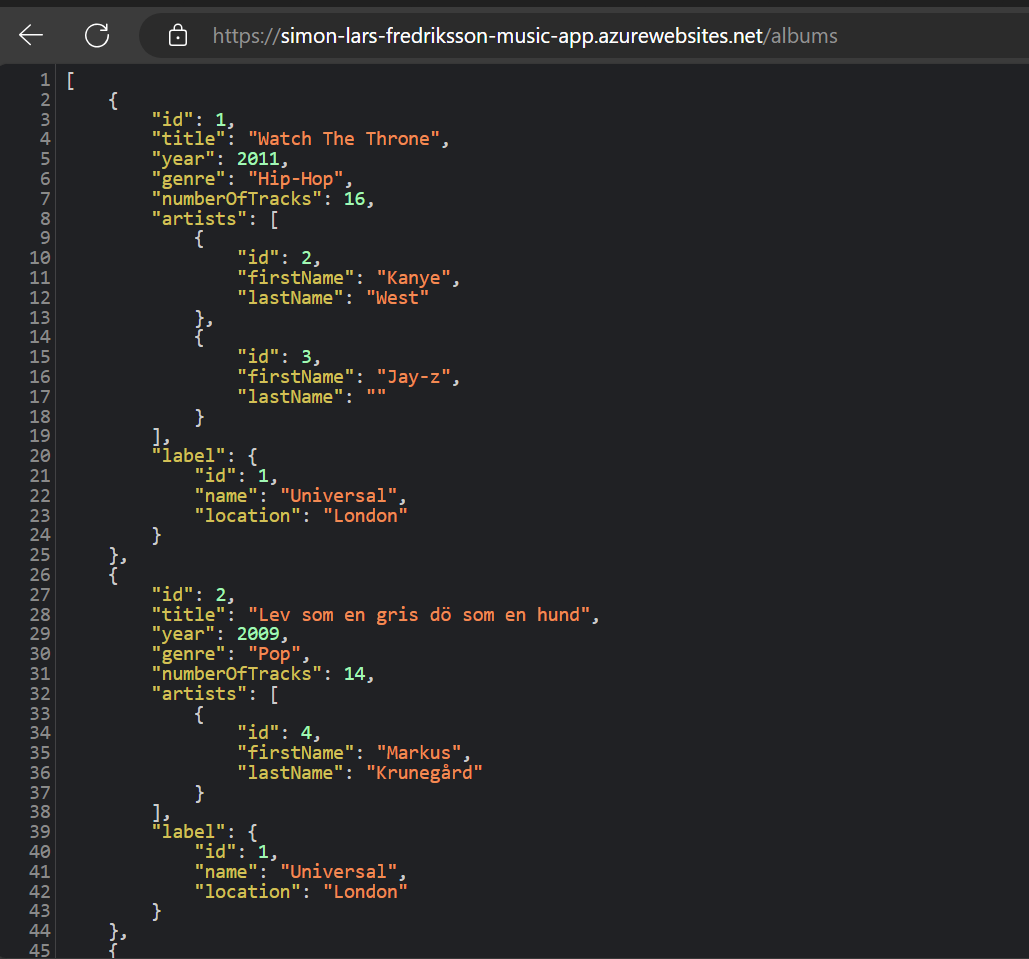 https://simon-lars-fredriksson-music-app.azurewebsites.net/albums
1 [
2     {
3         "id": 1,
4         "title": "Watch The Throne",
5         "year": 2011,
6         "genre": "Hip-Hop",
7         "numberOfTracks": 16,
8         "artists": [
9             {
10                 "id": 2,
11                 "firstName": "Kanye",
12                 "lastName": "West"
13             },
14             {
15                 "id": 3,
16                 "firstName": "Jay-z",
17                 "lastName": ""
18             }
19         ],
20         "label": {
21             "id": 1,
22             "name": "Universal",
23             "location": "London"
24         }
25     },
26     {
27         "id": 2,
28         "title": "Lev som en gris dö som en hund",
29         "year": 2009,
30         "genre": "Pop",
31         "numberOfTracks": 14,
32         "artists": [
33             {
34                 "id": 4,
35                 "firstName": "Markus",
36                 "lastName": "Krunegård"
37             }
38         ],
39         "label": {
40             "id": 1,
41             "name": "Universal",
42             "location": "London"
43         }
44     },
45     {